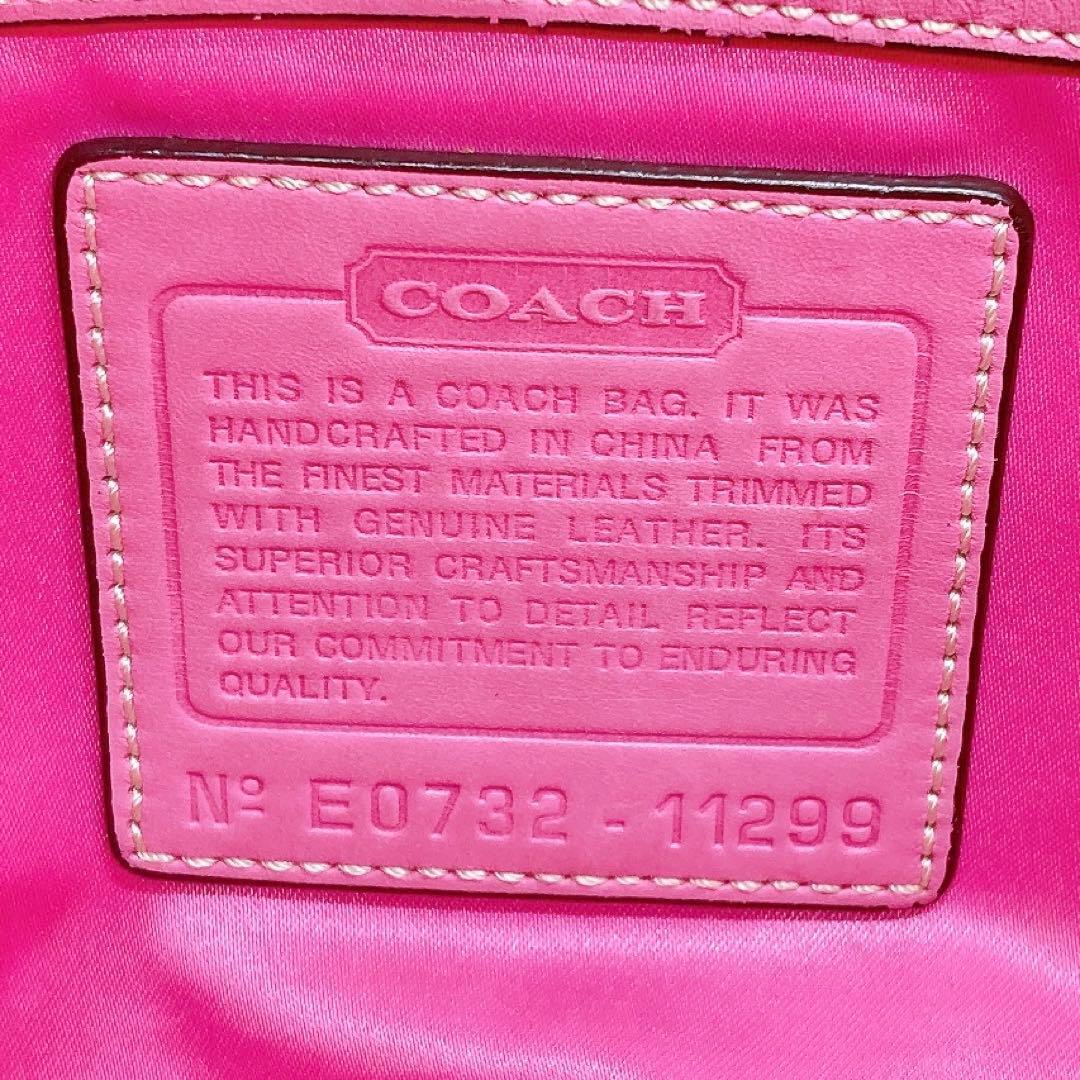 COACH
THIS IS A COACH BAG. IT WAS
HANDCRAFTED IN CHINA FROM
THE FINEST MATERIALS TRIMMED
WITH GENUINE LEATHER. ITS
SUPERIOR CRAFTSMANSHIP AND
ATTENTION TO DETAIL REFLECT
OUR COMMITMENT TO ENDURING
QUALITY.
Nº E0732 - 11299